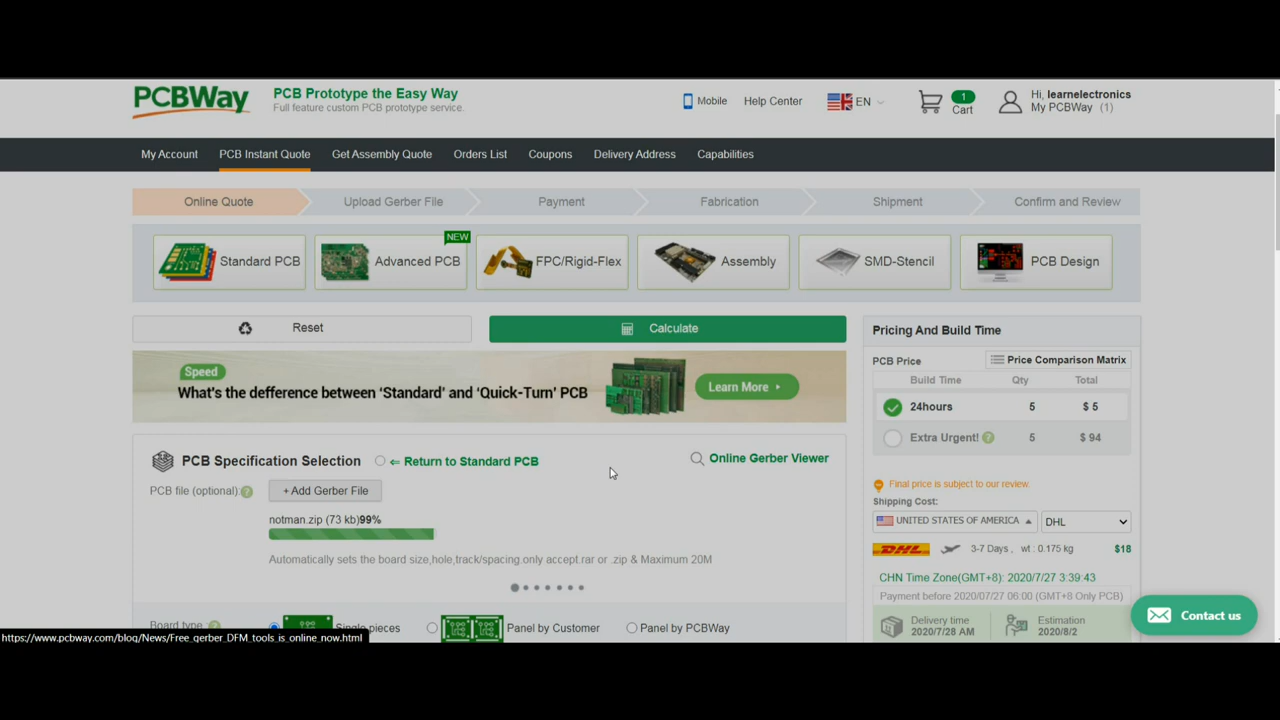 PCBWay
PCB Prototype the Easy Way
Full feature custom PCB prototype service.
Mobile
Help Center
EN
1
Cart
Hi, learnelectronics
My PCBWay (1)
My Account
PCB Instant Quote
Get Assembly Quote
Orders List
Coupons
Delivery Address
Capabilities
Online Quote
Upload Gerber File
Payment
Fabrication
Shipment
Confirm and Review
NEW
Standard PCB
Advanced PCB
FPC/Rigid-Flex
Assembly
SMD-Stencil
PCB Design
Reset
Calculate
Speed
What's the defference between 'Standard' and 'Quick-Turn' PCB
Learn More
Pricing And Build Time
PCB Price
Price Comparison Matrix
Build Time Qty Total
24hours 5 $ 5
Extra Urgent! ? 5 $ 94
Final price is subject to our review.
Shipping Cost:
UNITED STATES OF AMERICA
DHL
DHL 3-7 Days , wt : 0.175 kg $18
CHN Time Zone(GMT+8): 2020/7/27 3:39:43
Payment before 2020/07/27 06:00 (GMT+8 Only PCB)
Delivery time
2020/7/28 AM
Estimation
2020/8/2
PCB Specification Selection
⇐ Return to Standard PCB
Online Gerber Viewer
PCB file (optional): ?
+ Add Gerber File
notman.zip (73 kb)99%
Automatically sets the board size,hole,track/spacing.only accept.rar or .zip & Maximum 20M
Board type ?
Single pieces
Panel by Customer
Panel by PCBWay
Contact us
https://www.pcbway.com/blog/News/Free_gerber_DFM_tools_is_online_now.html